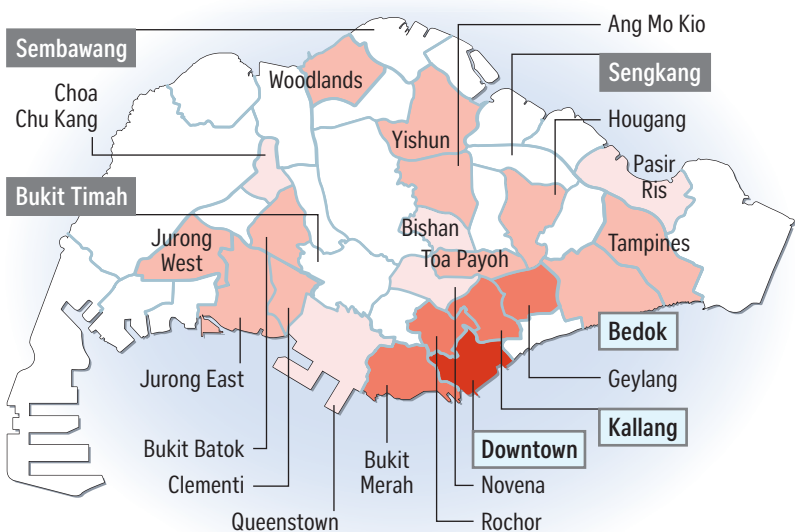 Ang Mo Kio
Sembawang
Woodlands
Sengkang
Choa
Chu Kang
Hougang
Yishun
Pasir
Ris
Bukit Timah
Bishan
Jurong
West
Toa Payoh
Tampines
Bedok
Jurong East
Geylang
Kallang
Bukit Batok
Bukit
Merah
Downtown
Clementi
Novena
Queenstown
Rochor